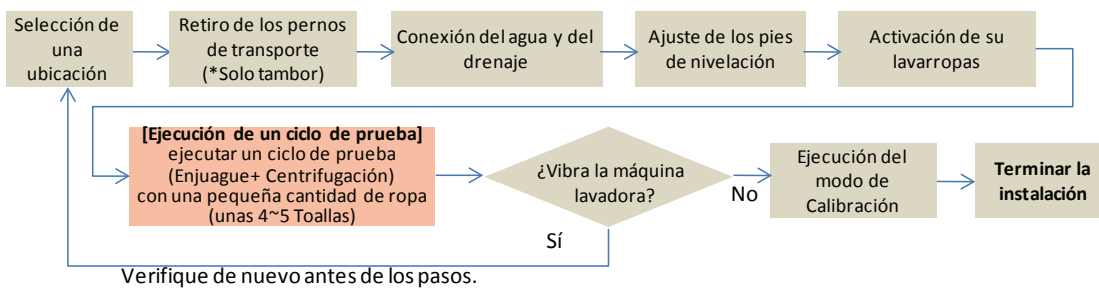 Selección de
una
ubicación
Retiro de los pernos
de transporte
(*Solo tambor)
Conexión del agua y del
drenaje
Ajuste de los pies
de nivelación
Activación de su
lavarropas
[Ejecución de un ciclo de prueba]
ejecutar un ciclo de prueba
(Enjuague+ Centrifugación)
con una pequeña cantidad de ropa
(unas 4~5 Toallas)
¿Vibra la máquina
lavadora?
No
Ejecución del
modo de
Calibración
Terminar la
instalación
Sí
Verifique de nuevo antes de los pasos.